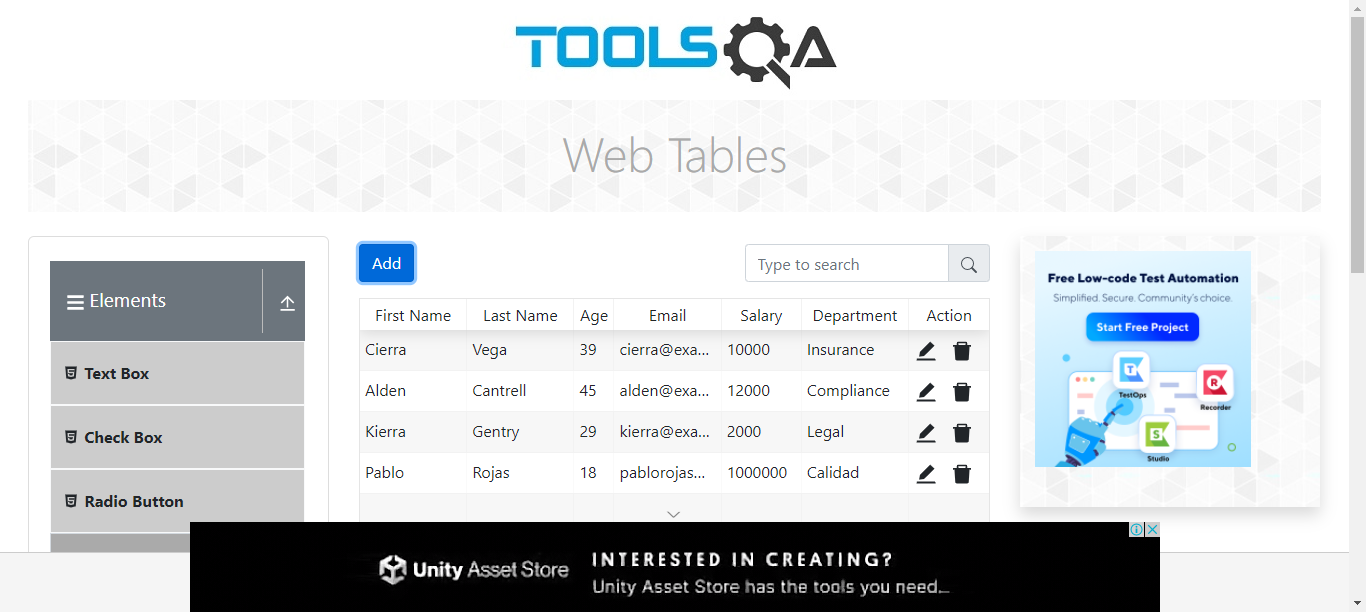 TOOLSQA
Web Tables
Elements
Text Box
Check Box
Radio Button
Add
Type to search
First Name Last Name Age Email Salary Department Action
Cierra Vega 39 cierra@exa... 10000 Insurance
Alden Cantrell 45 alden@exa... 12000 Compliance
Kierra Gentry 29 kierra@exa... 2000 Legal
Pablo Rojas 18 pablorojas... 1000000 Calidad
Free Low-code Test Automation
Simplified. Secure. Community's choice.
Start Free Project
TestOps
Recorder
Studio
Unity Asset Store
INTERESTED IN CREATING?
Unity Asset Store has the tools you need...